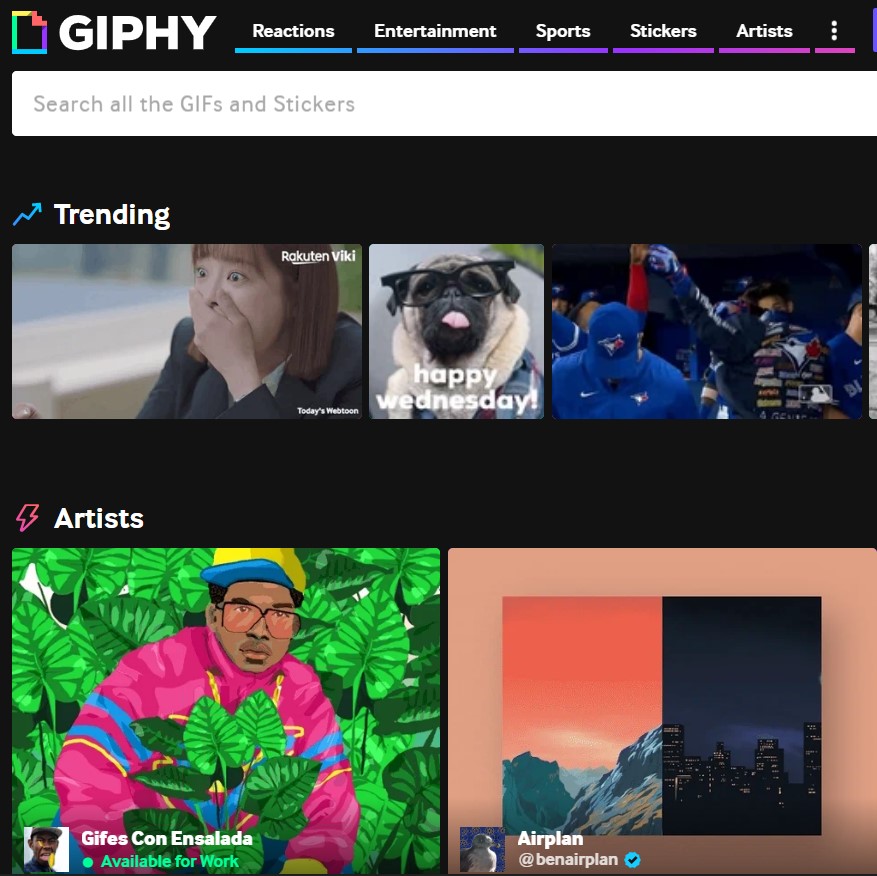 GIPHY
Reactions
Entertainment
Sports
Stickers
Artists
Search all the GIFs and Stickers
Trending
Rakuten Viki
Today's Webtoon
happy
wednesday!
Artists
Gifes Con Ensalada
Available for Work
Airplan
@benairplan